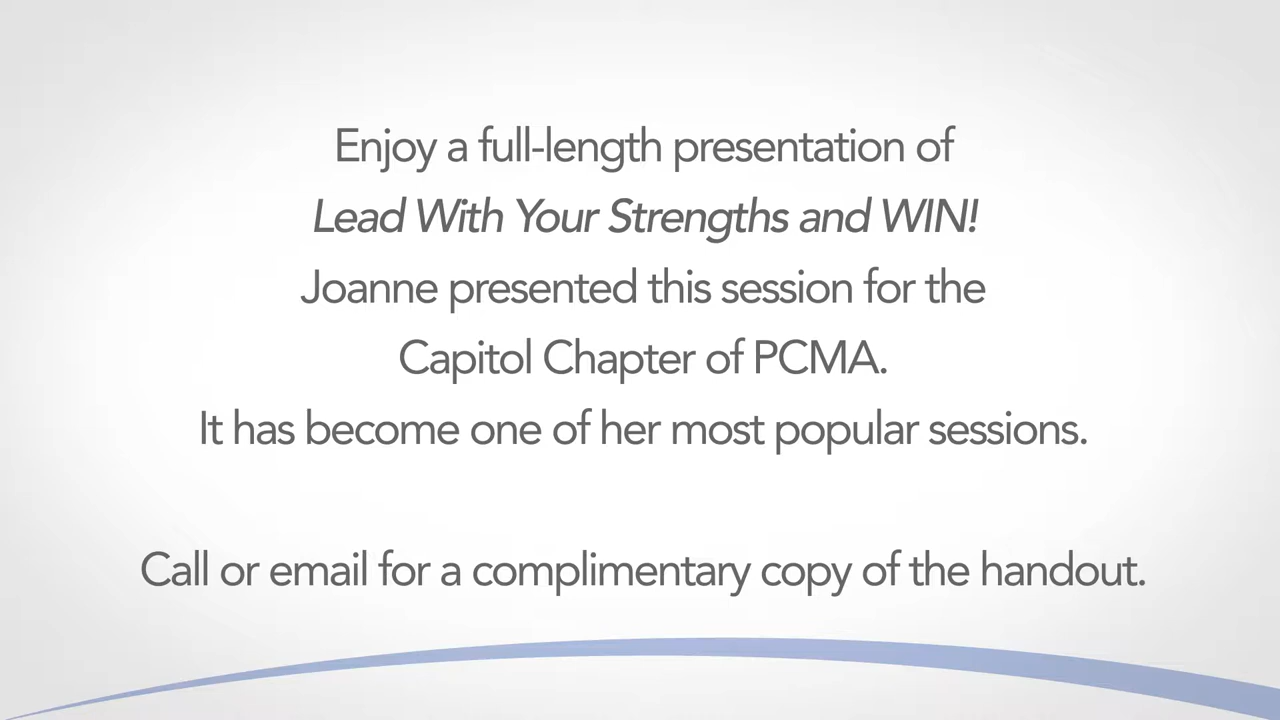 Enjoy a full-length presentation of
Lead With Your Strengths and WIN!
Joanne presented this session for the
Capitol Chapter of PCMA.
It has become one of her most popular sessions.
Call or email for a complimentary copy of the handout.